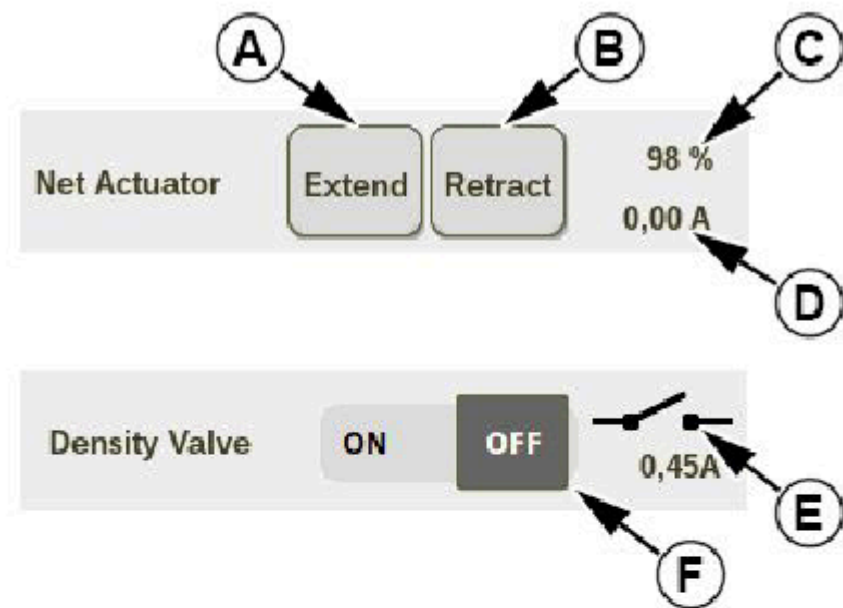 A
B
C
Net Actuator
Extend
Retract
98 %
0,00 A
D
Density Valve
ON
OFF
0,45A
E
F